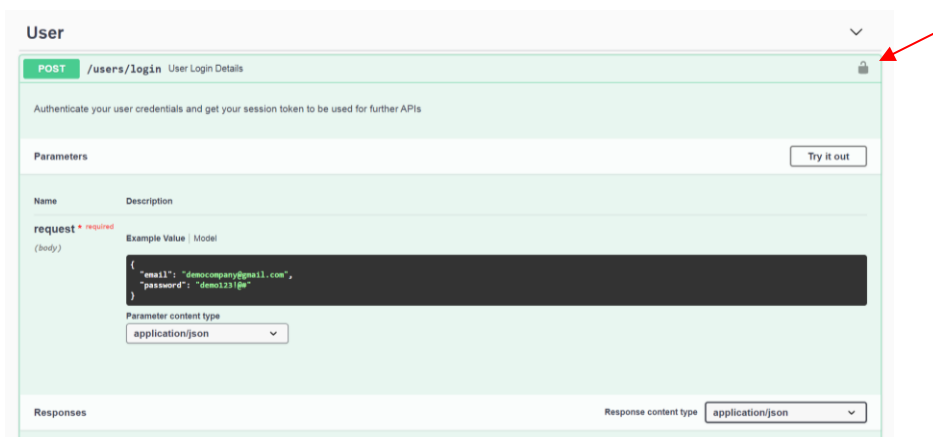 User
POST /users/login User Login Details
Authenticate your user credentials and get your session token to be used for further APIs
Parameters
Try it out
Name Description
request * required
(body)
Example Value | Model
{
"email": "democompany@gmail.com",
"password": "demo123!@#"
}
Parameter content type
application/json
Responses
Response content type application/json